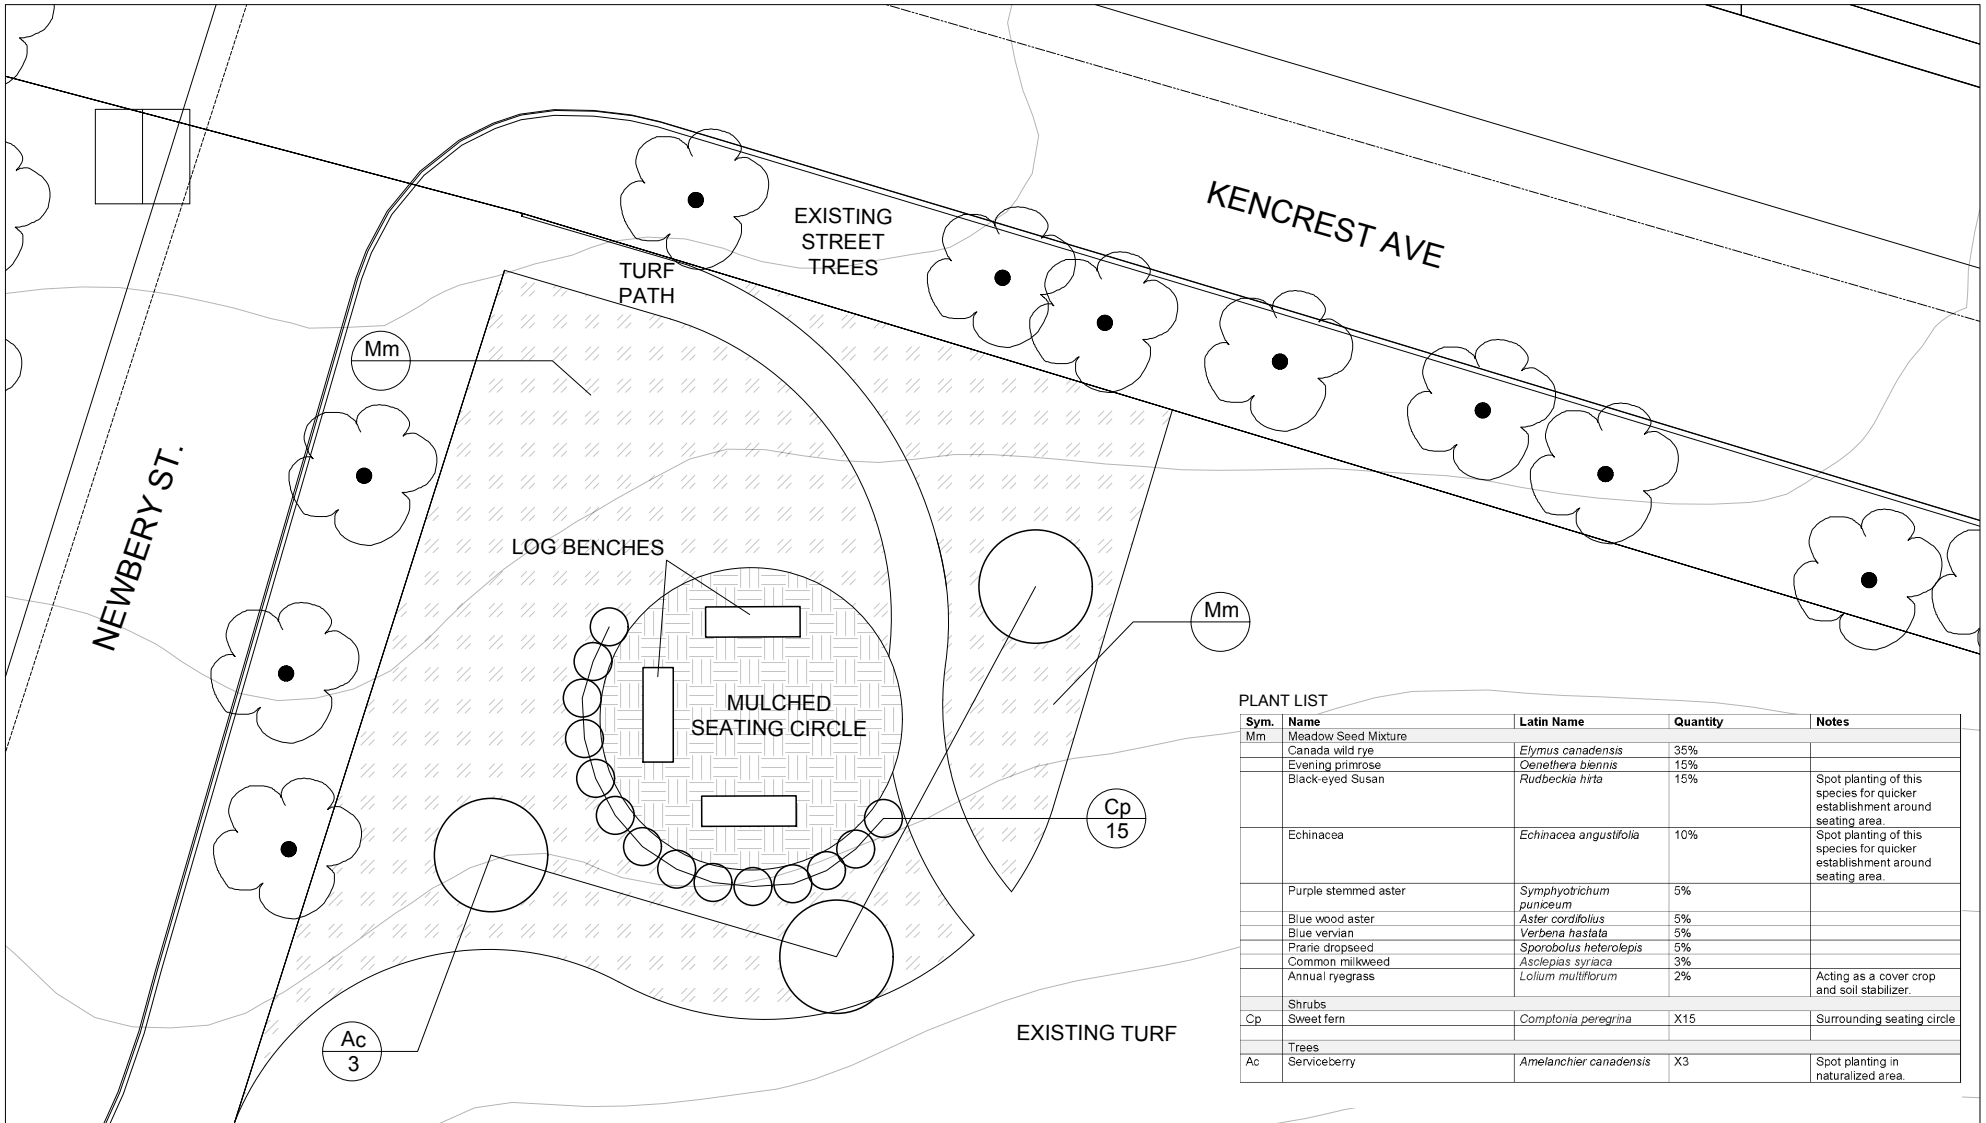 KENCREST AVE
EXISTING
STREET
TREES
TURF
PATH
Mm
NEWBERY ST.
LOG BENCHES
Mm
MULCHED
SEATING CIRCLE
Cp
15
Ac
3
EXISTING TURF
PLANT LIST
Sym. Name Latin Name Quantity Notes
Mm Meadow Seed Mixture
Canada wild rye Elymus canadensis 35%
Evening primrose Oenethera biennis 15%
Black-eyed Susan Rudbeckia hirta 15% Spot planting of this
species for quicker
establishment around
seating area.
Echinacea Echinacea angustifolia 10% Spot planting of this
species for quicker
establishment around
seating area.
Purple stemmed aster Symphyotrichum 5%
puniceum
Blue wood aster Aster cordifolius 5%
Blue vervian Verbena hastata 5%
Prarie dropseed Sporobolus heterolepis 5%
Common milkweed Asclepias syriaca 3%
Annual ryegrass Lolium multiflorum 2% Acting as a cover crop
and soil stabilizer.
Shrubs
Cp Sweet fern Comptonia peregrina X15 Surrounding seating circle
Trees
Ac Serviceberry Amelanchier canadensis X3 Spot planting in
naturalized area.